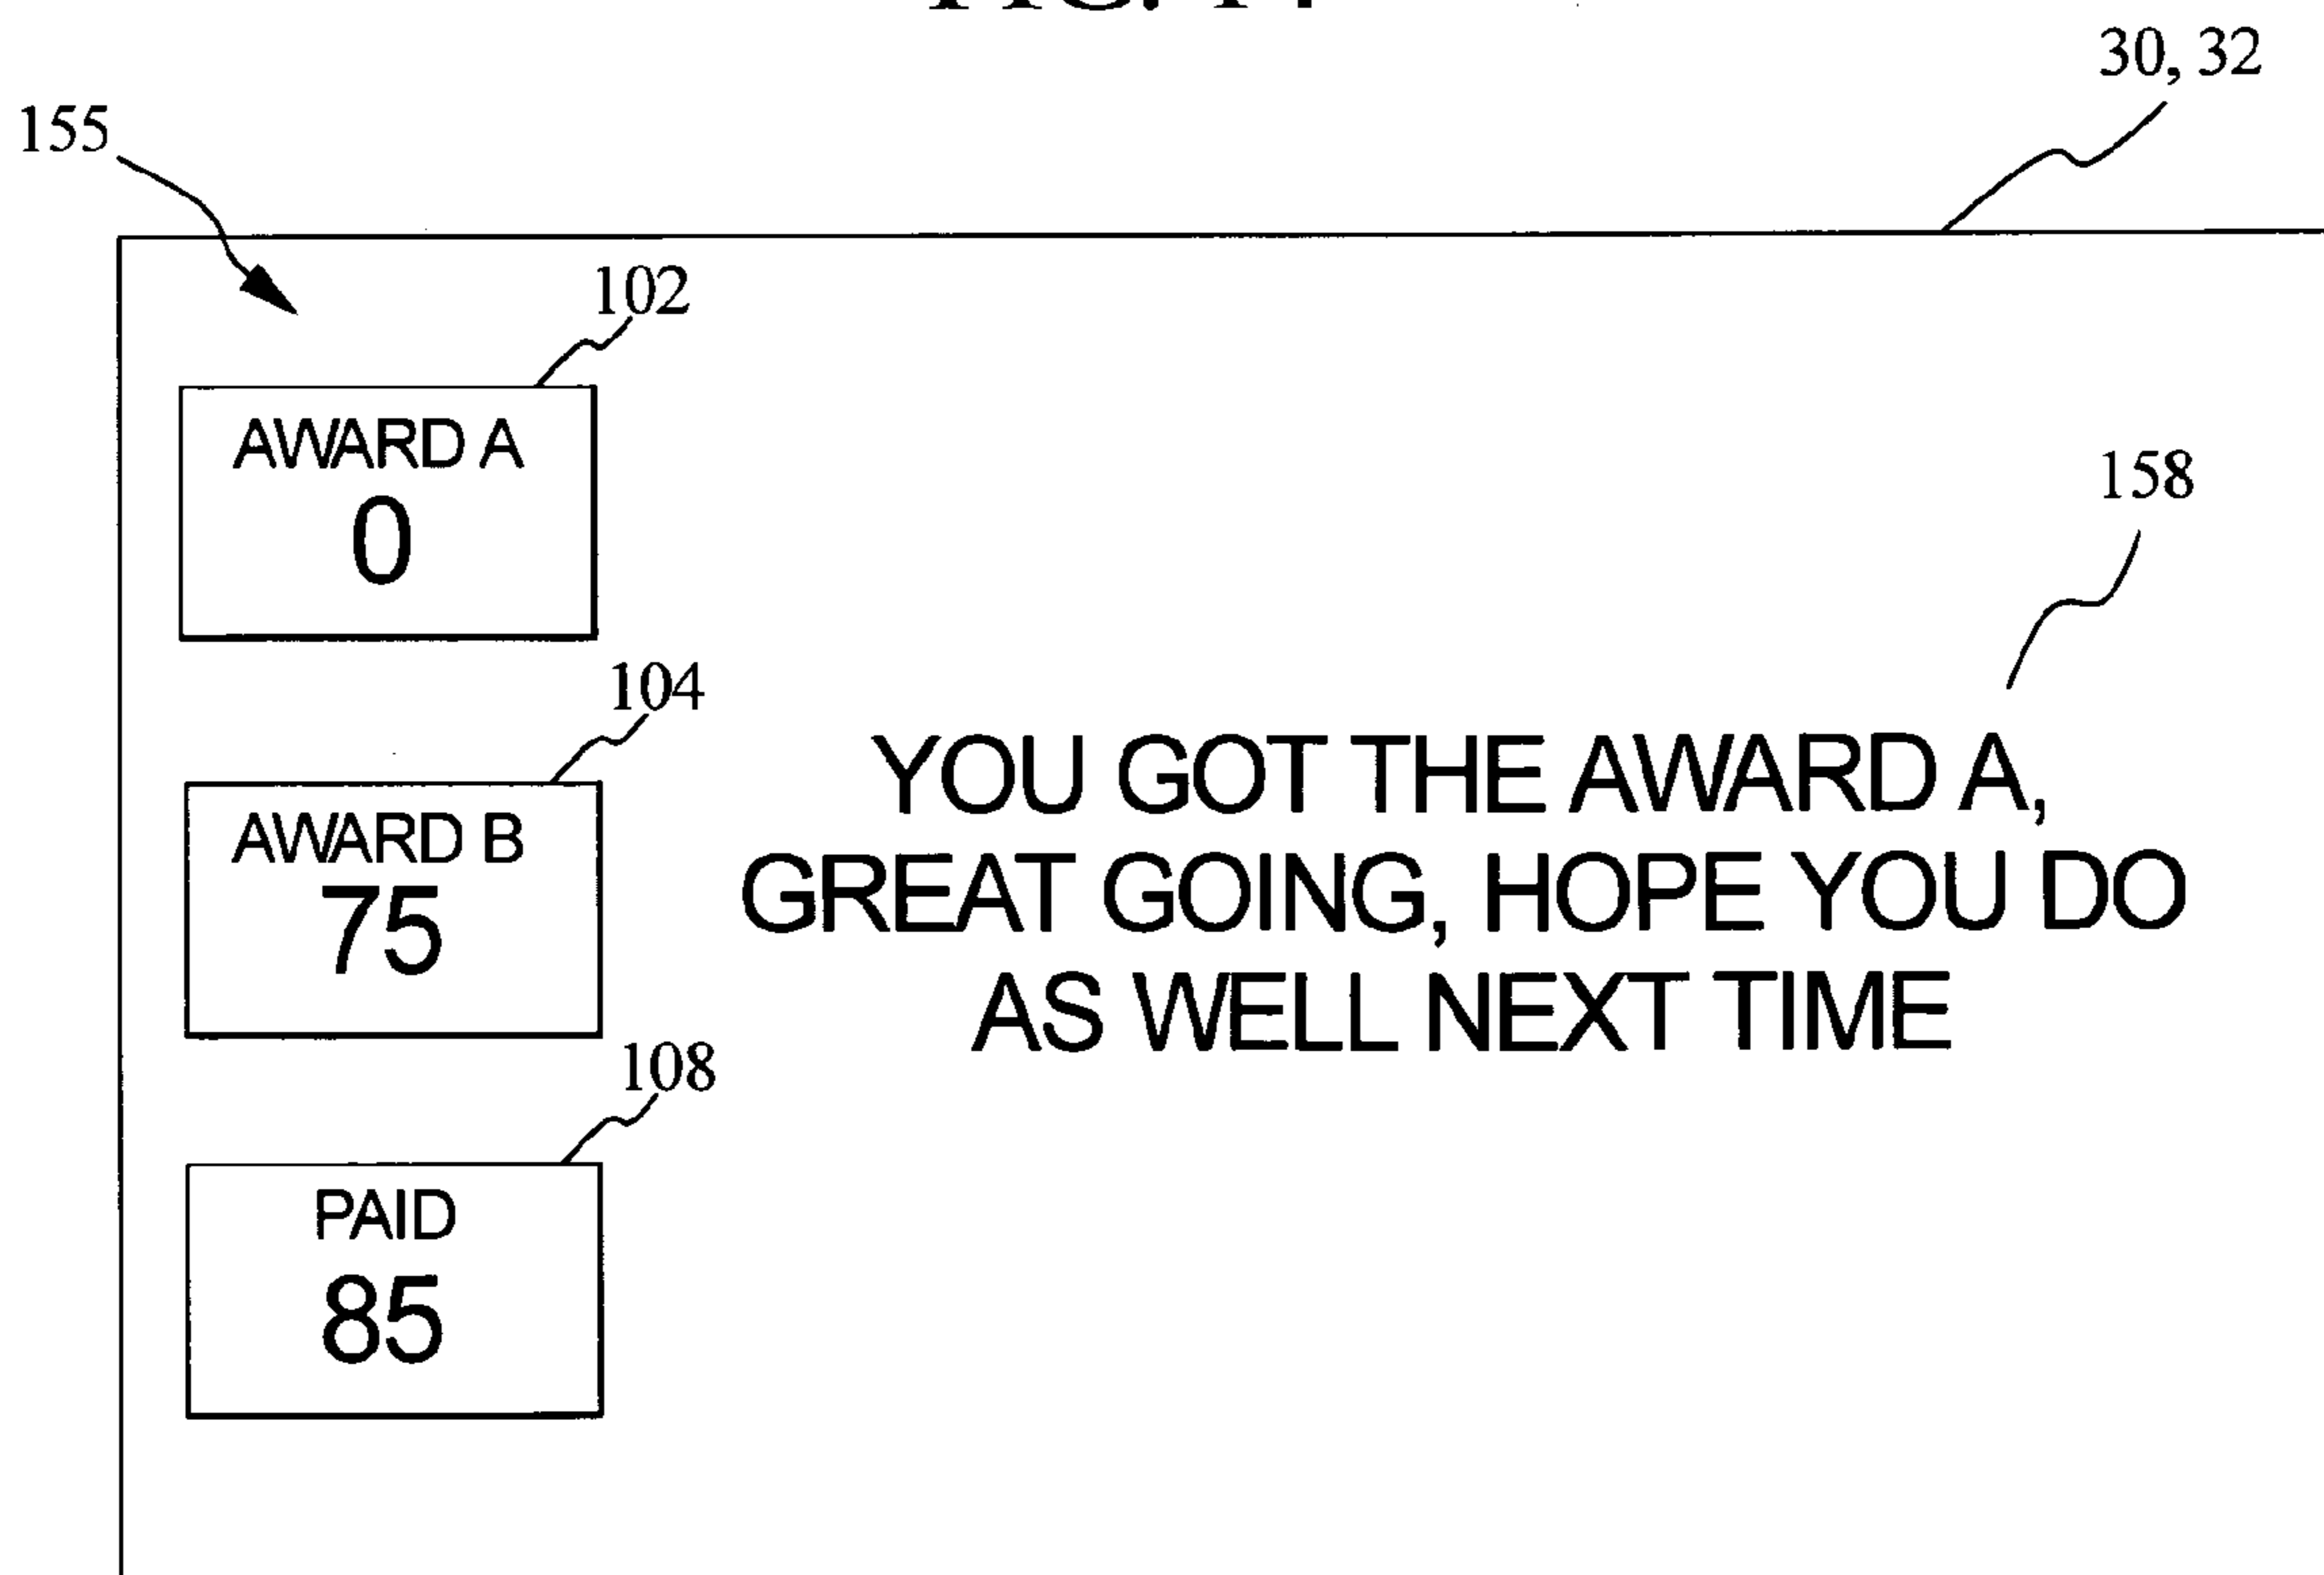 30, 32
155
102
AWARD A
0
158
104
AWARD B
75
YOU GOT THE AWARD A,
GREAT GOING, HOPE YOU DO
AS WELL NEXT TIME
108
PAID
85